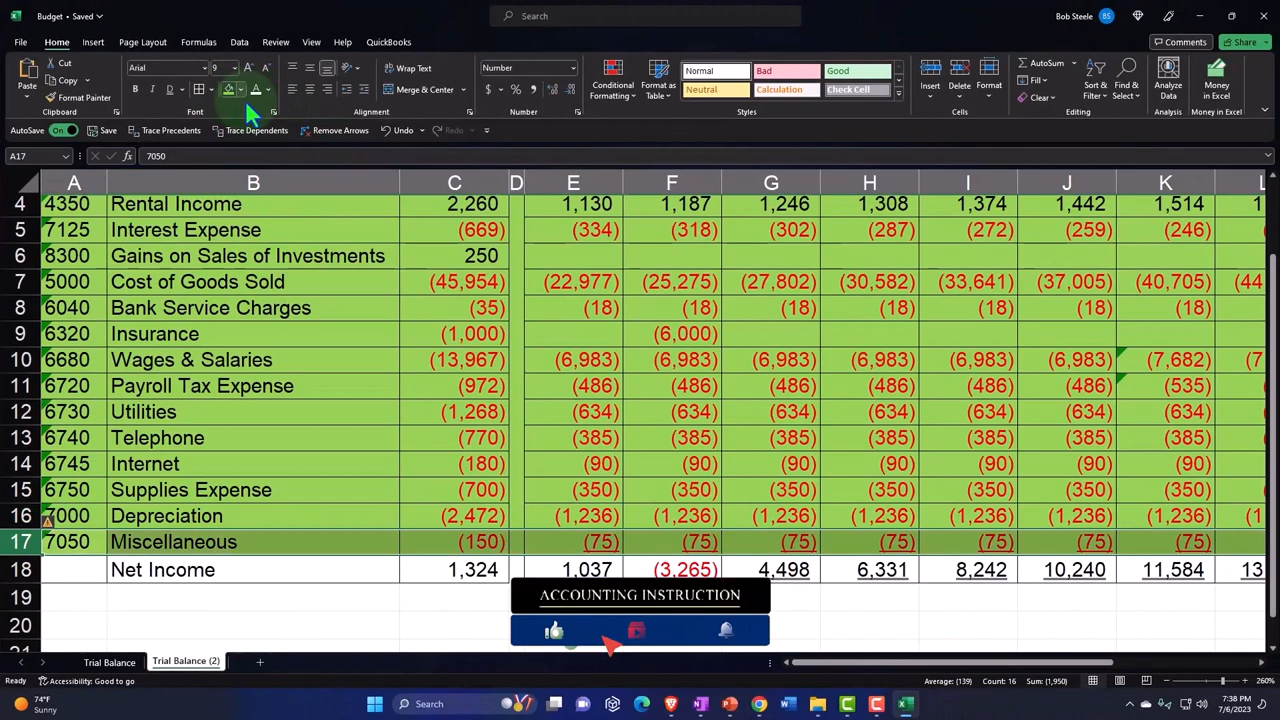 Budget • Saved
Search
Bob Steele
BS
File
Home
Insert
Page Layout
Formulas
Data
Review
View
Help
QuickBooks
Comments
Share
Paste
Cut
Copy
Format Painter
Clipboard
Arial
9
B
I
D
Font
Wrap Text
Merge & Center
Alignment
Number
Number
Conditional Formatting
Format as Table
Normal
Bad
Good
Neutral
Calculation
Check Cell
Styles
Insert
Delete
Format
Cells
AutoSum
Fill
Clear
Editing
Analyze Data
Analysis
Money in Excel
Money in Excel
AutoSave
On
Save
Trace Precedents
Trace Dependents
Remove Arrows
Undo
Redo
A17
fx
7050
A B C D E F G H I J K L
4 4350 Rental Income 2,260 1,130 1,187 1,246 1,308 1,374 1,442 1,514 1
5 7125 Interest Expense (669) (334) (318) (302) (287) (272) (259) (246) (
6 8300 Gains on Sales of Investments 250
7 5000 Cost of Goods Sold (45,954) (22,977) (25,275) (27,802) (30,582) (33,641) (37,005) (40,705) (44
8 6040 Bank Service Charges (35) (18) (18) (18) (18) (18) (18) (18)
9 6320 Insurance (1,000) (6,000)
10 6680 Wages & Salaries (13,967) (6,983) (6,983) (6,983) (6,983) (6,983) (6,983) (7,682) (7
11 6720 Payroll Tax Expense (972) (486) (486) (486) (486) (486) (486) (535) (
12 6730 Utilities (1,268) (634) (634) (634) (634) (634) (634) (634) (
13 6740 Telephone (770) (385) (385) (385) (385) (385) (385) (385) (
14 6745 Internet (180) (90) (90) (90) (90) (90) (90) (90)
15 6750 Supplies Expense (700) (350) (350) (350) (350) (350) (350) (350) (
16 7000 Depreciation (2,472) (1,236) (1,236) (1,236) (1,236) (1,236) (1,236) (1,236) (1
17 7050 Miscellaneous (150) (75) (75) (75) (75) (75) (75) (75)
18 Net Income 1,324 1,037 (3,265) 4,498 6,331 8,242 10,240 11,584 13
19
20
ACCOUNTING INSTRUCTION
Trial Balance
Trial Balance (2)
Ready
Accessibility: Good to go
Average: (139)
Count: 16
Sum: (1,950)
260%
74°F
Sunny
Search
7:38 PM
7/6/2023